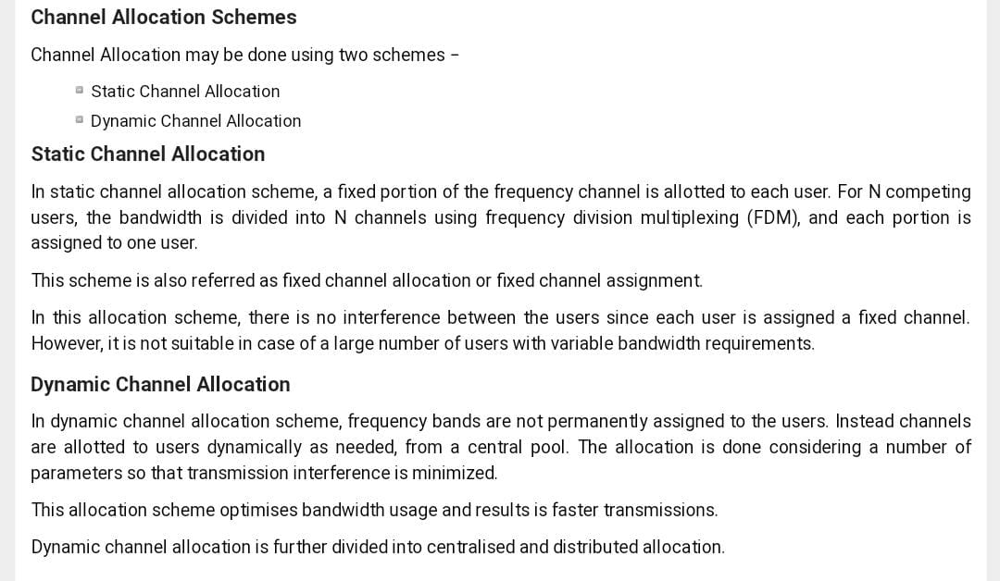 Channel Allocation Schemes
Channel Allocation may be done using two schemes −
Static Channel Allocation
Dynamic Channel Allocation
Static Channel Allocation
In static channel allocation scheme, a fixed portion of the frequency channel is allotted to each user. For N competing
users, the bandwidth is divided into N channels using frequency division multiplexing (FDM), and each portion is
assigned to one user.
This scheme is also referred as fixed channel allocation or fixed channel assignment.
In this allocation scheme, there is no interference between the users since each user is assigned a fixed channel.
However, it is not suitable in case of a large number of users with variable bandwidth requirements.
Dynamic Channel Allocation
In dynamic channel allocation scheme, frequency bands are not permanently assigned to the users. Instead channels
are allotted to users dynamically as needed, from a central pool. The allocation is done considering a number of
parameters so that transmission interference is minimized.
This allocation scheme optimises bandwidth usage and results is faster transmissions.
Dynamic channel allocation is further divided into centralised and distributed allocation.